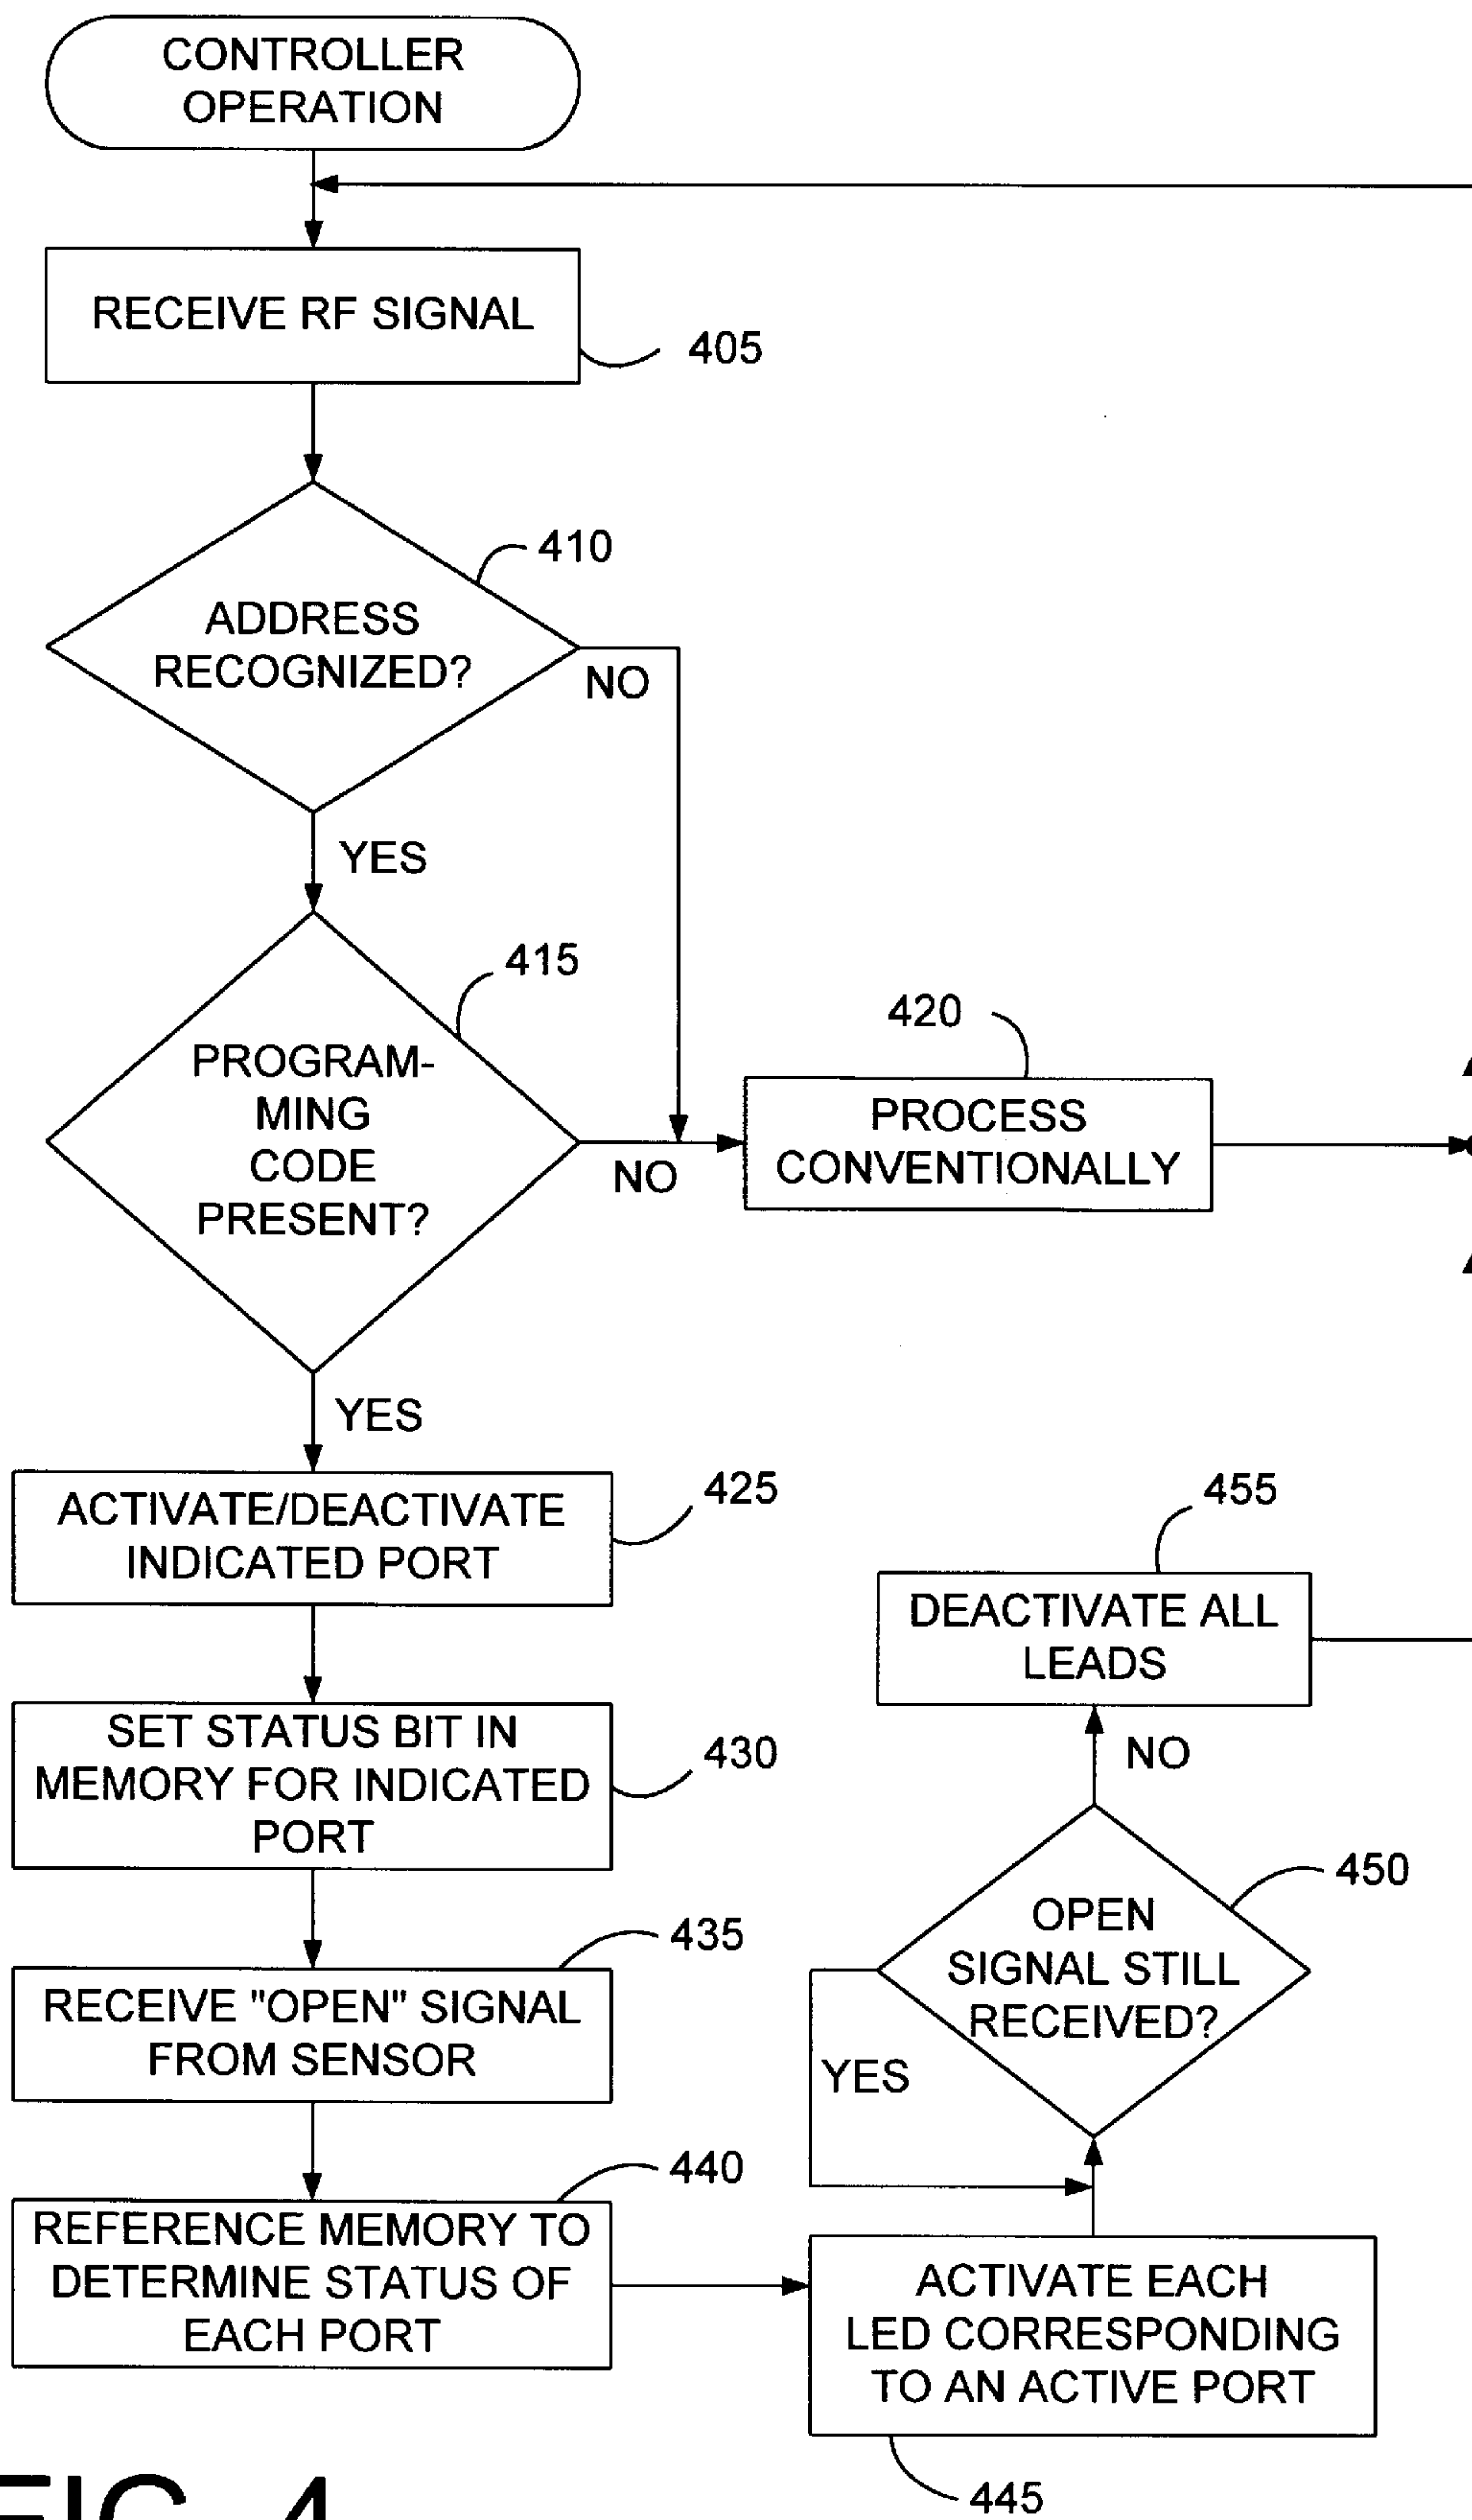 CONTROLLER
OPERATION
RECEIVE RF SIGNAL
405
410
ADDRESS
RECOGNIZED?
NO
YES
415
PROGRAM-
MING
CODE
PRESENT?
NO
420
PROCESS
CONVENTIONALLY
YES
ACTIVATE/DEACTIVATE
INDICATED PORT
425
SET STATUS BIT IN
MEMORY FOR INDICATED
PORT
430
435
RECEIVE "OPEN" SIGNAL
FROM SENSOR
440
REFERENCE MEMORY TO
DETERMINE STATUS OF
EACH PORT
455
DEACTIVATE ALL
LEADS
NO
450
OPEN
SIGNAL STILL
RECEIVED?
YES
ACTIVATE EACH
LED CORRESPONDING
TO AN ACTIVE PORT
445
FIG. 4